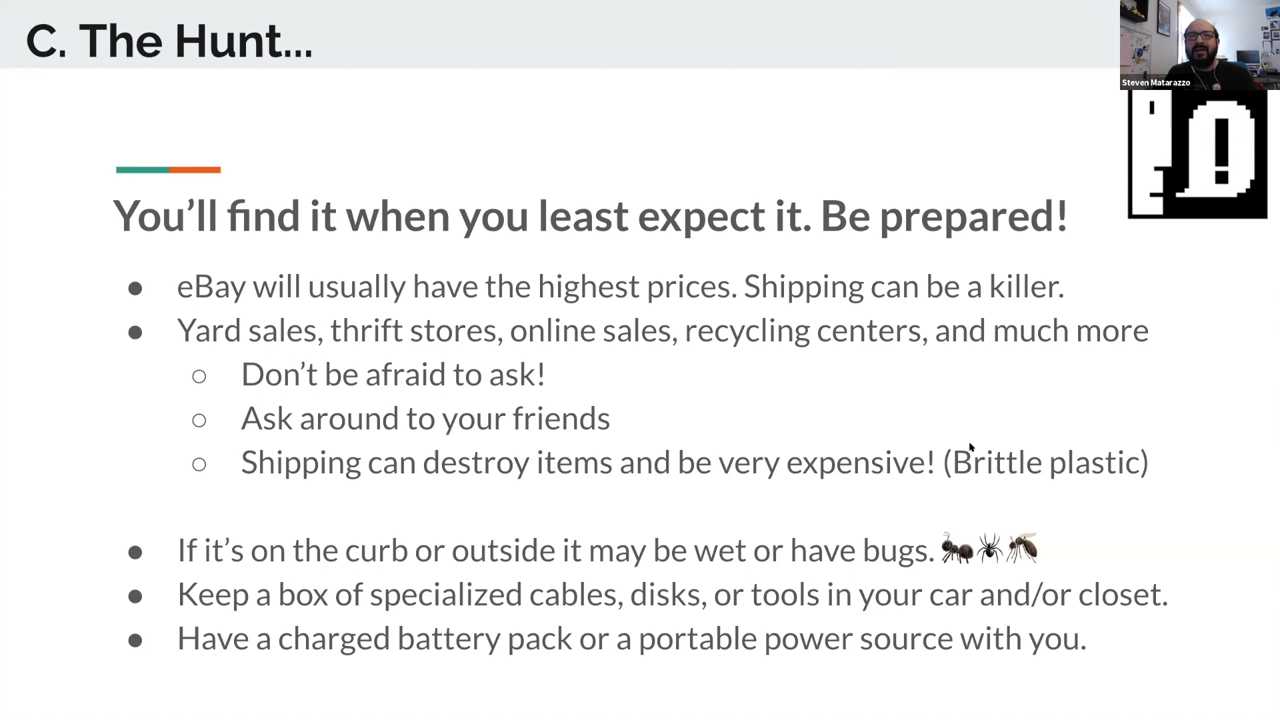 C. The Hunt...
Steven Matarazzo
You’ll find it when you least expect it. Be prepared!
● eBay will usually have the highest prices. Shipping can be a killer.
● Yard sales, thrift stores, online sales, recycling centers, and much more
○ Don’t be afraid to ask!
○ Ask around to your friends
○ Shipping can destroy items and be very expensive! (Brittle plastic)
● If it’s on the curb or outside it may be wet or have bugs. 🐜🕷🦟
● Keep a box of specialized cables, disks, or tools in your car and/or closet.
● Have a charged battery pack or a portable power source with you.